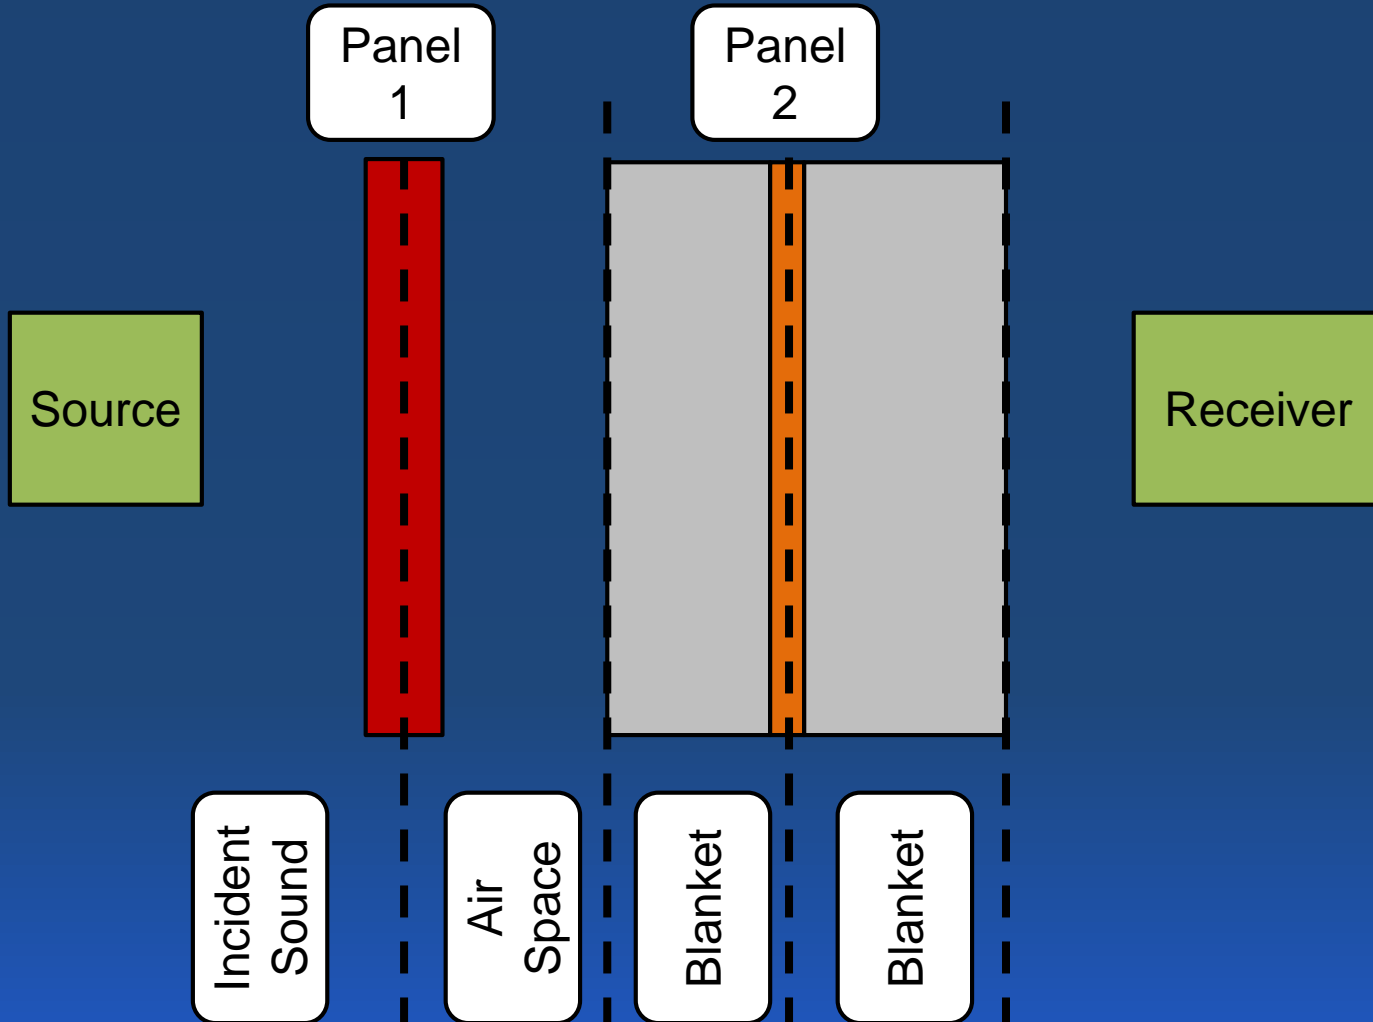 Panel
1
Panel
2
Source
Receiver
Incident
Sound
Air
Space
Blanket
Blanket